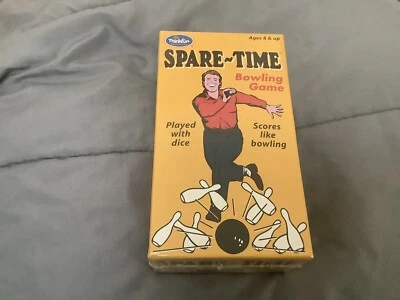 Ages 8 & up
ThinkFun
SPARE~TIME
Bowling
Game
Played
with
dice
Scores
like
bowling